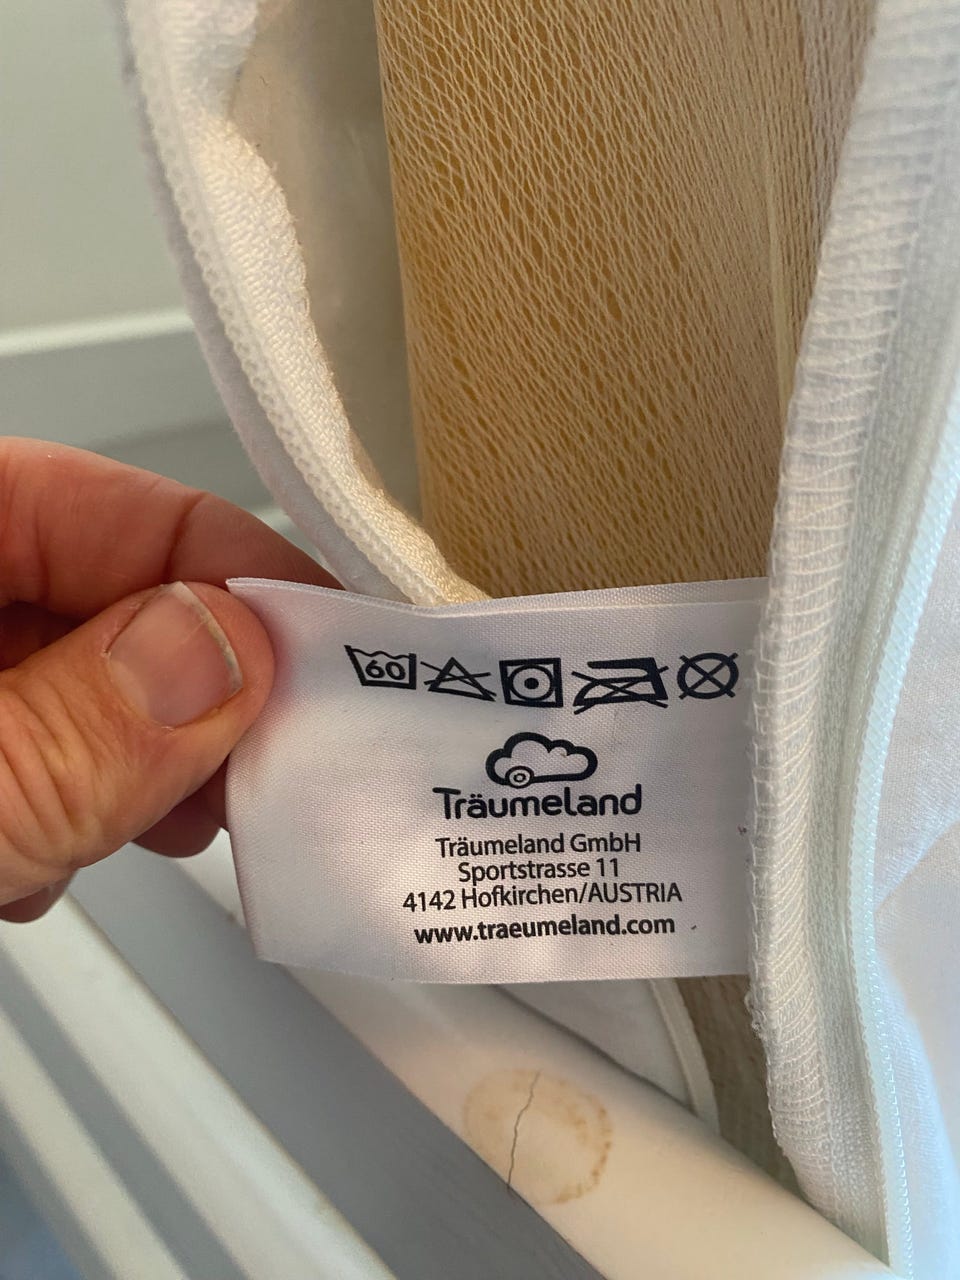 60
Träumeland
Träumeland GmbH
Sportstrasse 11
4142 Hofkirchen/AUSTRIA
www.traeumeland.com